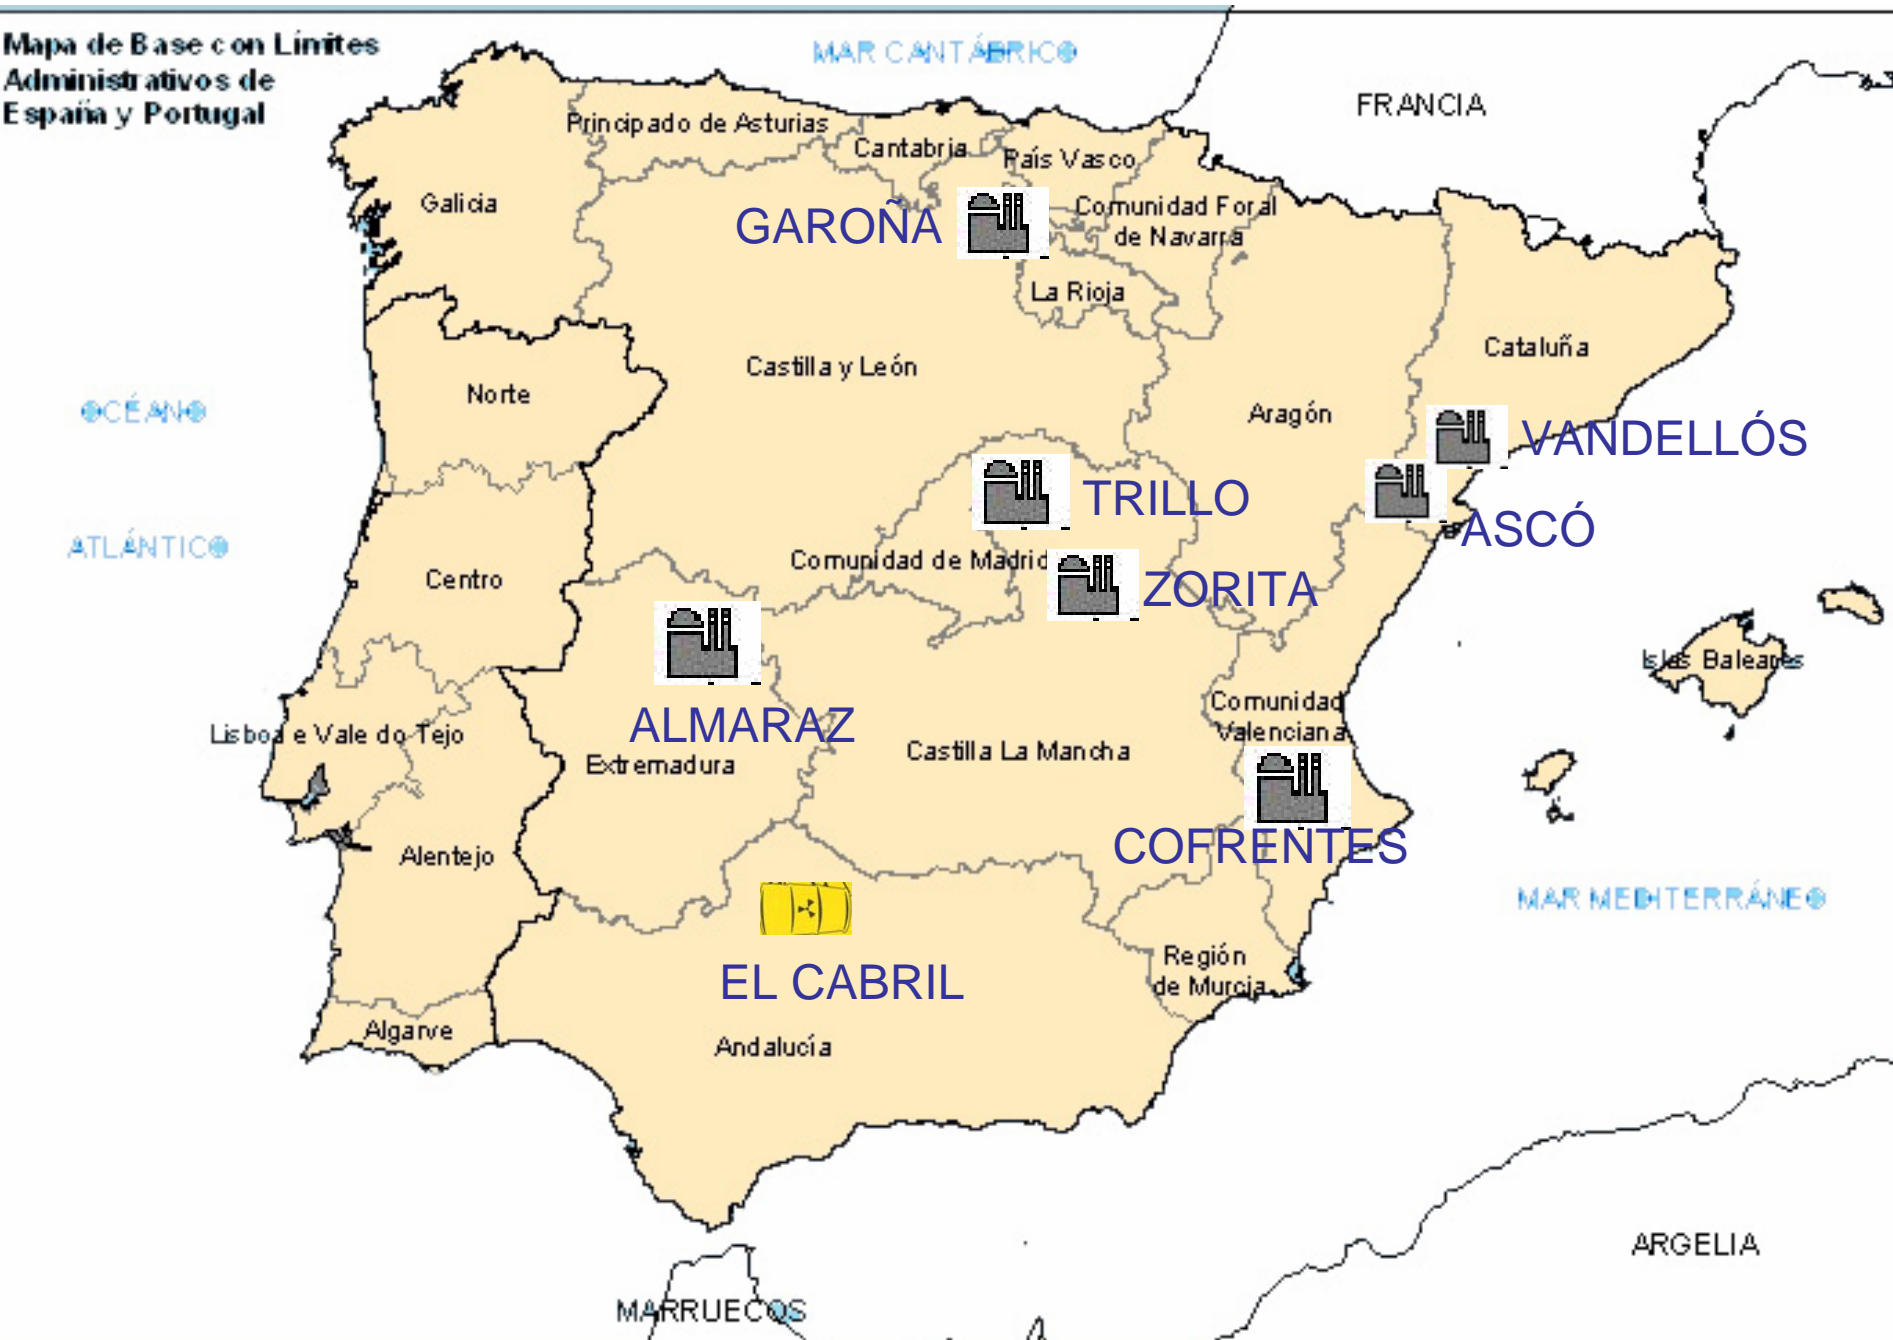 Mapa de Base con Límites
Administrativos de
España y Portugal
MAR CANTÁBRICO
FRANCIA
Principado de Asturias
Cantabria
País Vasco
Galicia
GAROÑA
Comunidad Foral
de Navarra
La Rioja
Cataluña
Castilla y León
Norte
OCÉANO
Aragón
VANDELLÓS
TRILLO
ASCÓ
ATLÁNTICO
Comunidad de Madrid
Centro
ZORITA
Islas Baleares
Comunidad
Valenciana
ALMARAZ
Lisboa e Vale do Tejo
Castilla La Mancha
Extremadura
COFRENTES
Alentejo
MAR MEDITERRÁNEO
Región
de Murcia
EL CABRIL
Algarve
Andalucía
ARGELIA
MARRUECOS